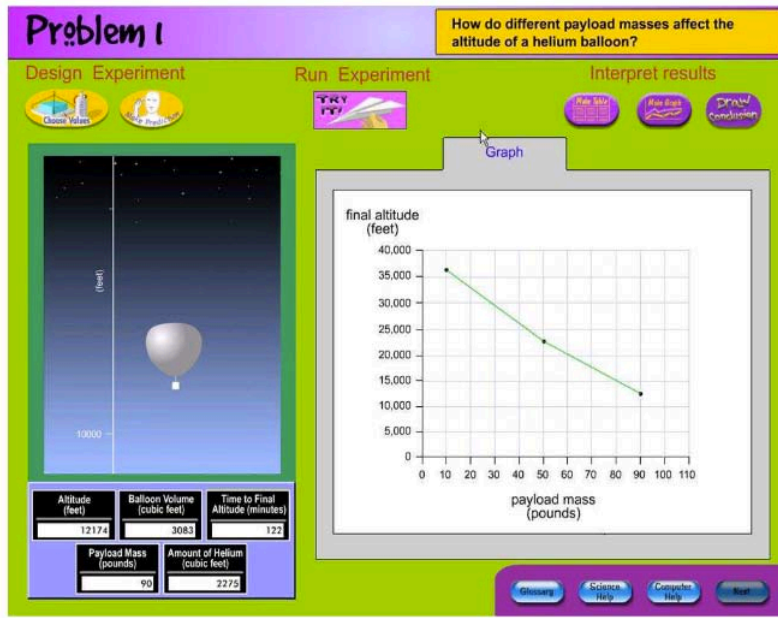 Problem 1
How do different payload masses affect the
altitude of a helium balloon?
Design Experiment
Run Experiment
Interpret results
Choose Values
Make Prediction
TRY
IT!
Make Table
Make Graph
Draw
Conclusion
Graph
(feet)
10000
final altitude
(feet)
40,000
35,000
30,000
25,000
20,000
15,000
10,000
5,000
0
0 10 20 30 40 50 60 70 80 90 100 110
payload mass
(pounds)
Altitude
(feet)
12174
Balloon Volume
(cubic feet)
3083
Time to Final
Altitude (minutes)
122
Payload Mass
(pounds)
90
Amount of Helium
(cubic feet)
2275
Glossary
Science
Help
Computer
Help
Next